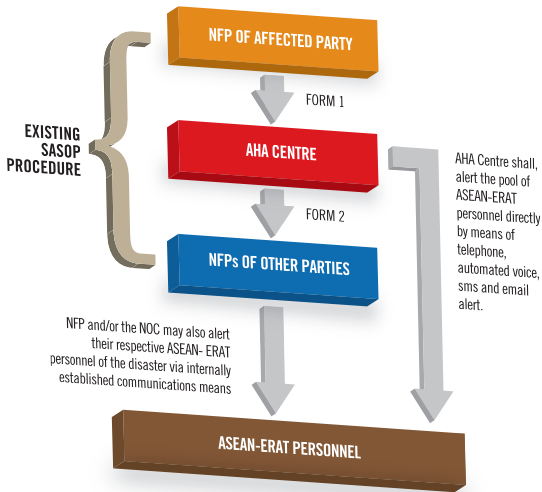 NFP OF AFFECTED PARTY
FORM 1
EXISTING
SASOP
PROCEDURE
AHA CENTRE
AHA Centre shall,
alert the pool of
ASEAN-ERAT
personnel directly
by means of
telephone,
automated voice,
sms and email
alert.
FORM 2
NFPs OF OTHER PARTIES
NFP and/or the NOC may also alert
their respective ASEAN- ERAT
personnel of the disaster via internally
established communications means
ASEAN-ERAT PERSONNEL